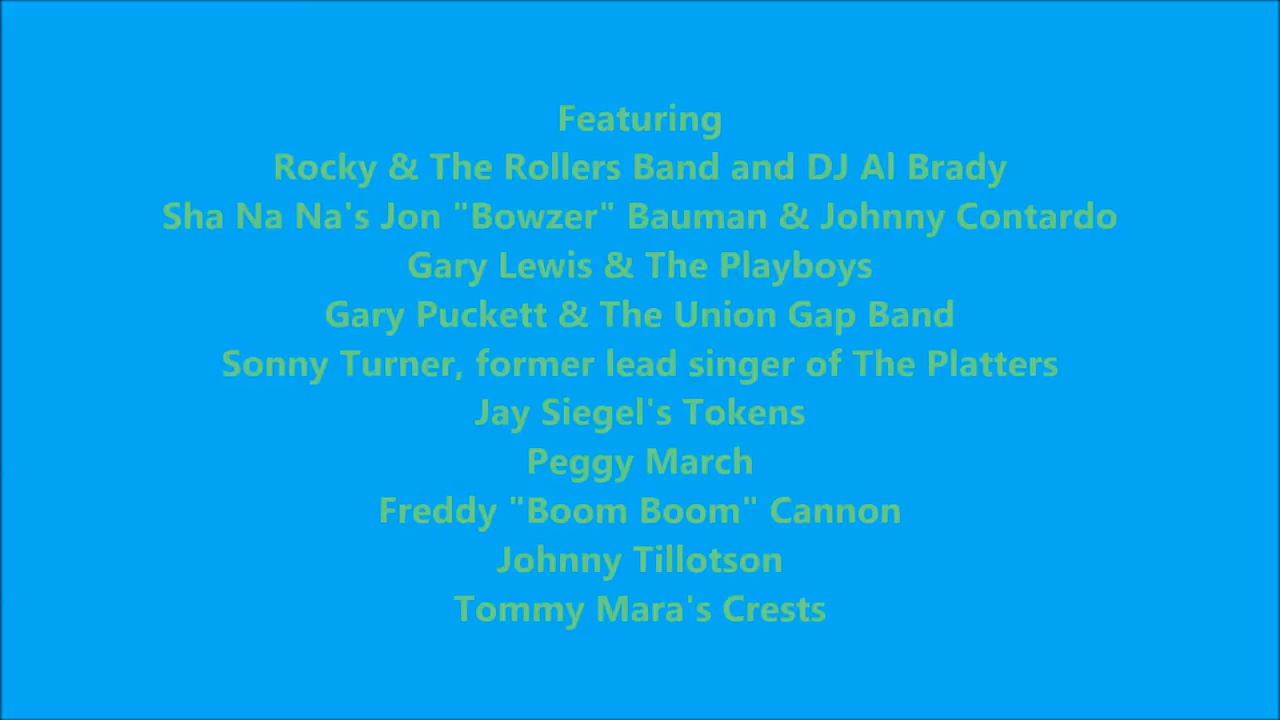 Featuring
Rocky & The Rollers Band and DJ Al Brady
Sha Na Na's Jon "Bowzer" Bauman & Johnny Contardo
Gary Lewis & The Playboys
Gary Puckett & The Union Gap Band
Sonny Turner, former lead singer of The Platters
Jay Siegel's Tokens
Peggy March
Freddy "Boom Boom" Cannon
Johnny Tillotson
Tommy Mara's Crests